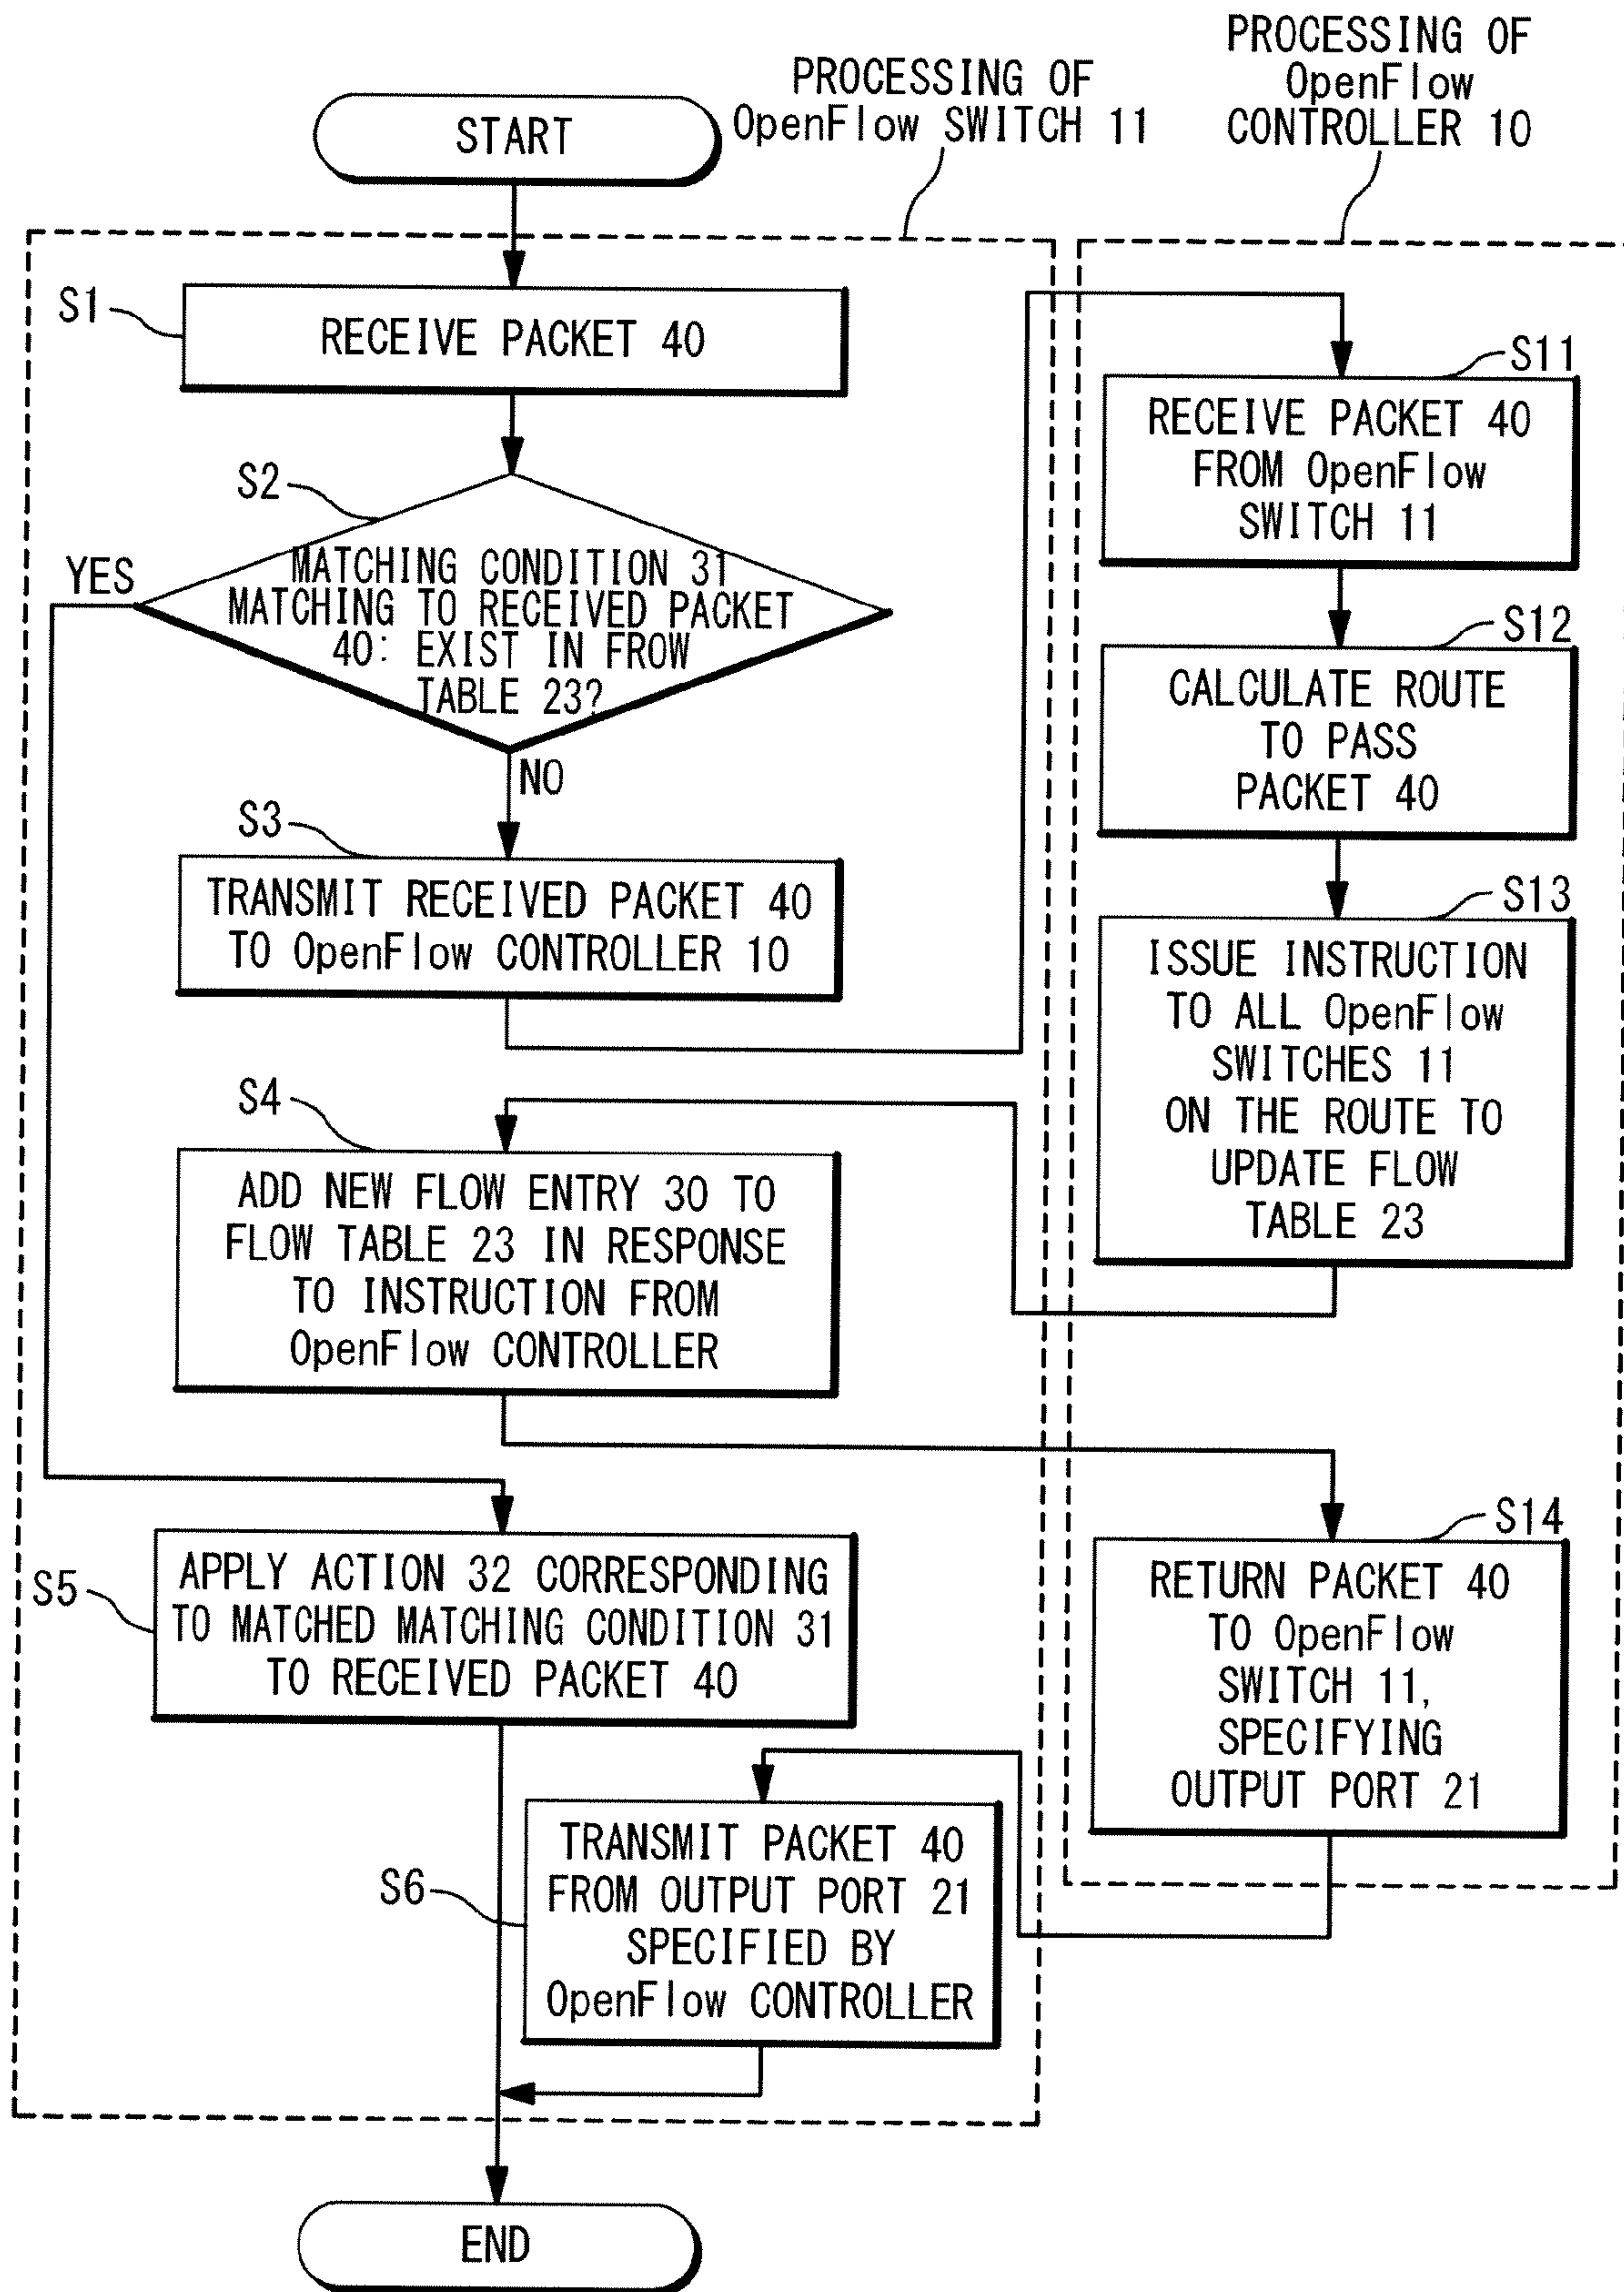 PROCESSING OF
OpenFlow
CONTROLLER 10
PROCESSING OF
OpenFlow SWITCH 11
START
S1
RECEIVE PACKET 40
S2
YES
MATCHING CONDITION 31
MATCHING TO RECEIVED PACKET
40: EXIST IN FROW
TABLE 23?
NO
S3
TRANSMIT RECEIVED PACKET 40
TO OpenFlow CONTROLLER 10
S11
RECEIVE PACKET 40
FROM OpenFlow
SWITCH 11
S12
CALCULATE ROUTE
TO PASS
PACKET 40
S13
ISSUE INSTRUCTION
TO ALL OpenFlow
SWITCHES 11
ON THE ROUTE TO
UPDATE FLOW
TABLE 23
S4
ADD NEW FLOW ENTRY 30 TO
FLOW TABLE 23 IN RESPONSE
TO INSTRUCTION FROM
OpenFlow CONTROLLER
S14
RETURN PACKET 40
TO OpenFlow
SWITCH 11,
SPECIFYING
OUTPUT PORT 21
S5
APPLY ACTION 32 CORRESPONDING
TO MATCHED MATCHING CONDITION 31
TO RECEIVED PACKET 40
S6
TRANSMIT PACKET 40
FROM OUTPUT PORT 21
SPECIFIED BY
OpenFlow CONTROLLER
END